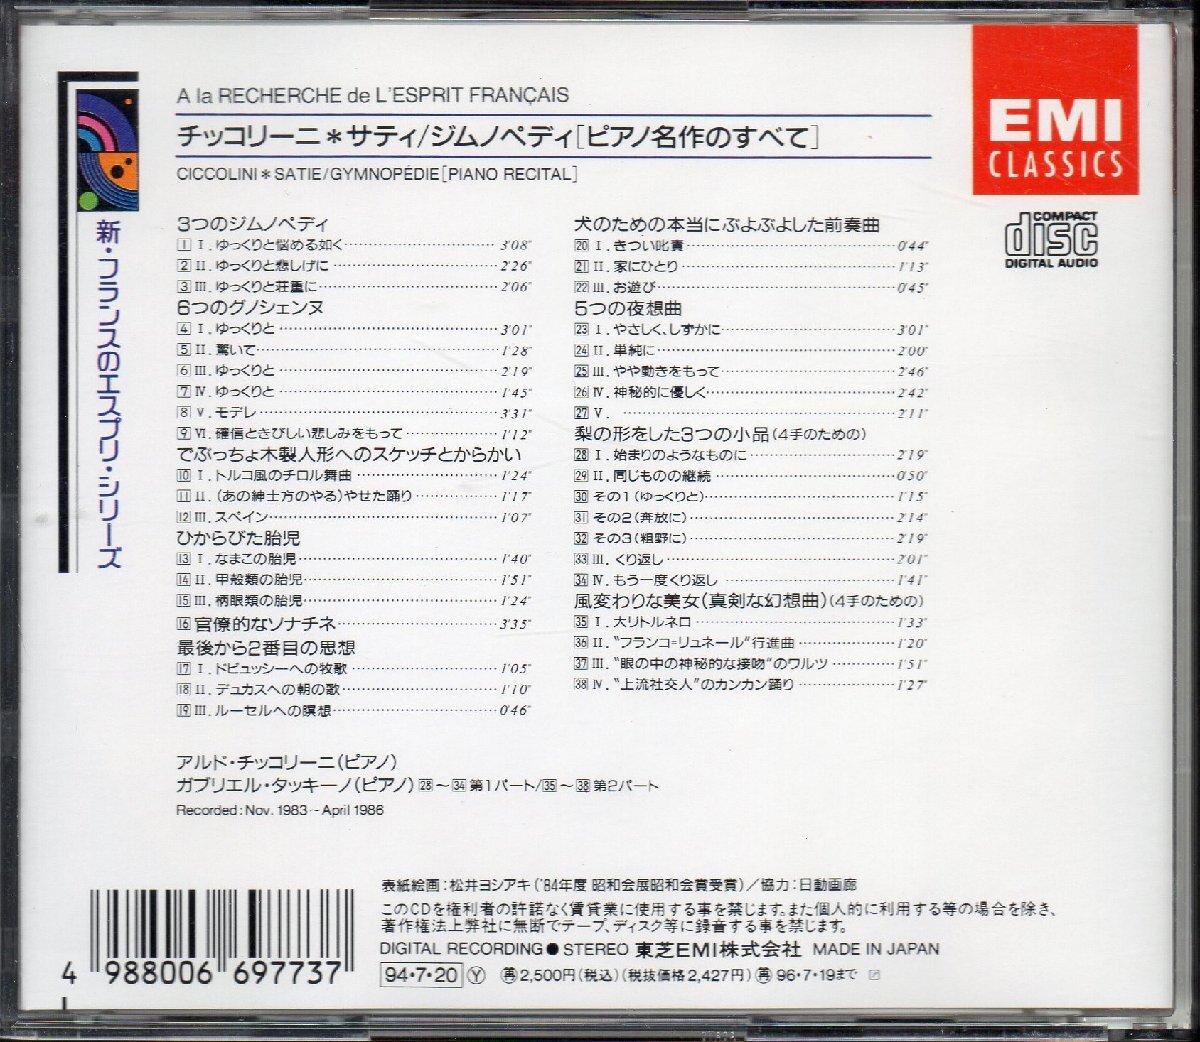 A la RECHERCHE de L'ESPRIT FRANÇAIS
チッコリーニ＊サティ/ジムノペディ[ピアノ名作のすべて]
CICCOLINI＊SATIE/GYMNOPÉDIE[PIANO RECITAL]
EMI
CLASSICS
COMPACT
disc
DIGITAL AUDIO
新・フランスのエスプリ・シリーズ
3つのジムノペディ
1 I. ゆっくりと悩める如く 3'08"
2 II. ゆっくりと悲しげに 2'26"
3 III. ゆっくりと荘重に 2'06"
6つのグノシェンヌ
4 I. ゆっくりと 3'01"
5 II. 驚いて 1'28"
6 III. ゆっくりと 2'19"
7 IV. ゆっくりと 1'45"
8 V. モデレ 3'31"
9 VI. 確信ときびしい悲しみをもって 1'12"
でぶっちょ木製人形へのスケッチとからかい
10 I. トルコ風のチロル舞曲 1'24"
11 II. (あの紳士方のやる)やせた踊り 1'17"
12 III. スペイン 1'07"
ひからびた胎児
13 I. なまこの胎児 1'40"
14 II. 甲殻類の胎児 1'51"
15 III. 柄眼類の胎児 1'24"
16 官僚的なソナチネ 3'35"
最後から2番目の思想
17 I. ドビュッシーへの牧歌 1'05"
18 II. デュカスへの朝の歌 1'10"
19 III. ルーセルへの瞑想 0'46"
犬のための本当にぶよぶよした前奏曲
20 I. きつい叱責 0'44"
21 II. 家にひとり 1'13"
22 III. お遊び 0'45"
5つの夜想曲
23 I. やさしく、しずかに 3'01"
24 II. 単純に 2'00"
25 III. やや動きをもって 2'46"
26 IV. 神秘的に優しく 2'42"
27 V. 2'11"
梨の形をした3つの小品(4手のための)
28 I. 始まりのようなものに 2'19"
29 II. 同じものの継続 0'50"
30 その1(ゆっくりと) 1'15"
31 その2(奔放に) 2'14"
32 その3(粗野に) 2'19"
33 III. くり返し 2'01"
34 IV. もう一度くり返し 1'41"
風変わりな美女(真剣な幻想曲)(4手のための)
35 I. 大リトルネロ 1'33"
36 II. "フランコ=リュネール"行進曲 1'20"
37 III. "眼の中の神秘的な接吻"のワルツ 1'51"
38 IV. "上流社交人"のカンカン踊り 1'27"
アルド・チッコリーニ(ピアノ)
ガブリエル・タッキーノ(ピアノ)28〜34第1パート/35〜38第2パート
Recorded: Nov. 1983 – April 1986
表紙絵画：松井ヨシアキ('84年度 昭和会展昭和会賞受賞)／協力：日動画廊
このCDを権利者の許諾なく賃貸業に使用する事を禁じます。また個人的に利用する等の場合を除き、
著作権法上弊社に無断でテープ、ディスク等に録音する事を禁じます。
DIGITAL RECORDING●STEREO 東芝EMI株式会社 MADE IN JAPAN
94・7・20 Ⓨ 再2,500円(税込)(税抜価格2,427円)再96・7・19まで
4 988006 697737